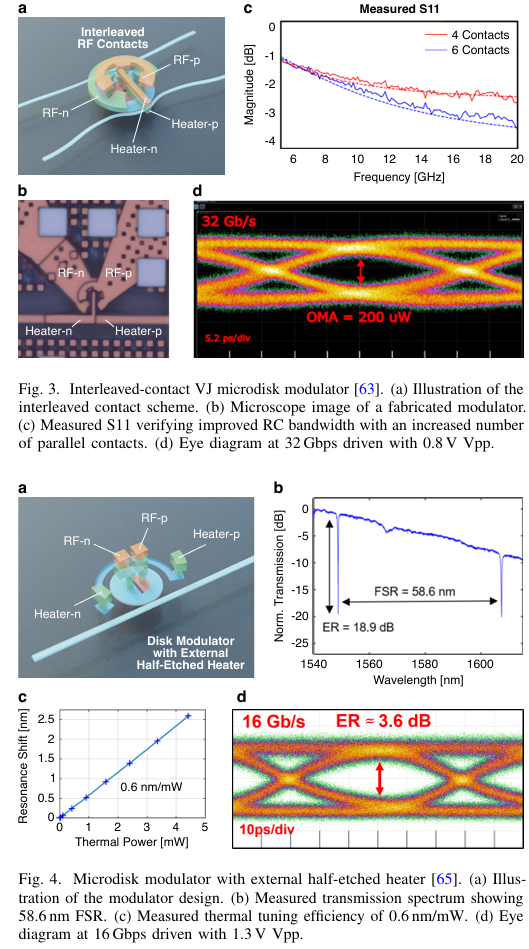 a
Interleaved
RF Contacts
RF-p
RF-n
Heater-p
Heater-n
c
Measured S11
4 Contacts
6 Contacts
Magnitude [dB]
0
-1
-2
-3
-4
6 8 10 12 14 16 18 20
Frequency [GHz]
b
RF-n RF-p
Heater-n Heater-p
d
32 Gb/s
OMA = 200 uW
5.2 ps/div
Fig. 3. Interleaved-contact VJ microdisk modulator [63]. (a) Illustration of the
interleaved contact scheme. (b) Microscope image of a fabricated modulator.
(c) Measured S11 verifying improved RC bandwidth with an increased number
of parallel contacts. (d) Eye diagram at 32 Gbps driven with 0.8 V Vpp.
a
RF-p
RF-n
Heater-p
Heater-n
Disk Modulator
with External
Half-Etched Heater
b
Norm. Transmission [dB]
0
-5
-10
-15
-20
-25
FSR = 58.6 nm
ER = 18.9 dB
1540 1560 1580 1600
Wavelength [nm]
c
Resonance Shift [nm]
2.5
2
1.5
1
0.5
0
0.6 nm/mW
0 1 2 3 4 5
Thermal Power [mW]
d
16 Gb/s ER ≈ 3.6 dB
10ps/div
Fig. 4. Microdisk modulator with external half-etched heater [65]. (a) Illus-
tration of the modulator design. (b) Measured transmission spectrum showing
58.6 nm FSR. (c) Measured thermal tuning efficiency of 0.6 nm/mW. (d) Eye
diagram at 16 Gbps driven with 1.3 V Vpp.